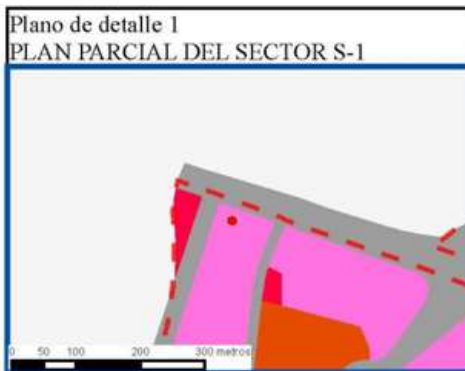 Plano de detalle 1
PLAN PARCIAL DEL SECTOR S-1
0 50 100 200 300 metros